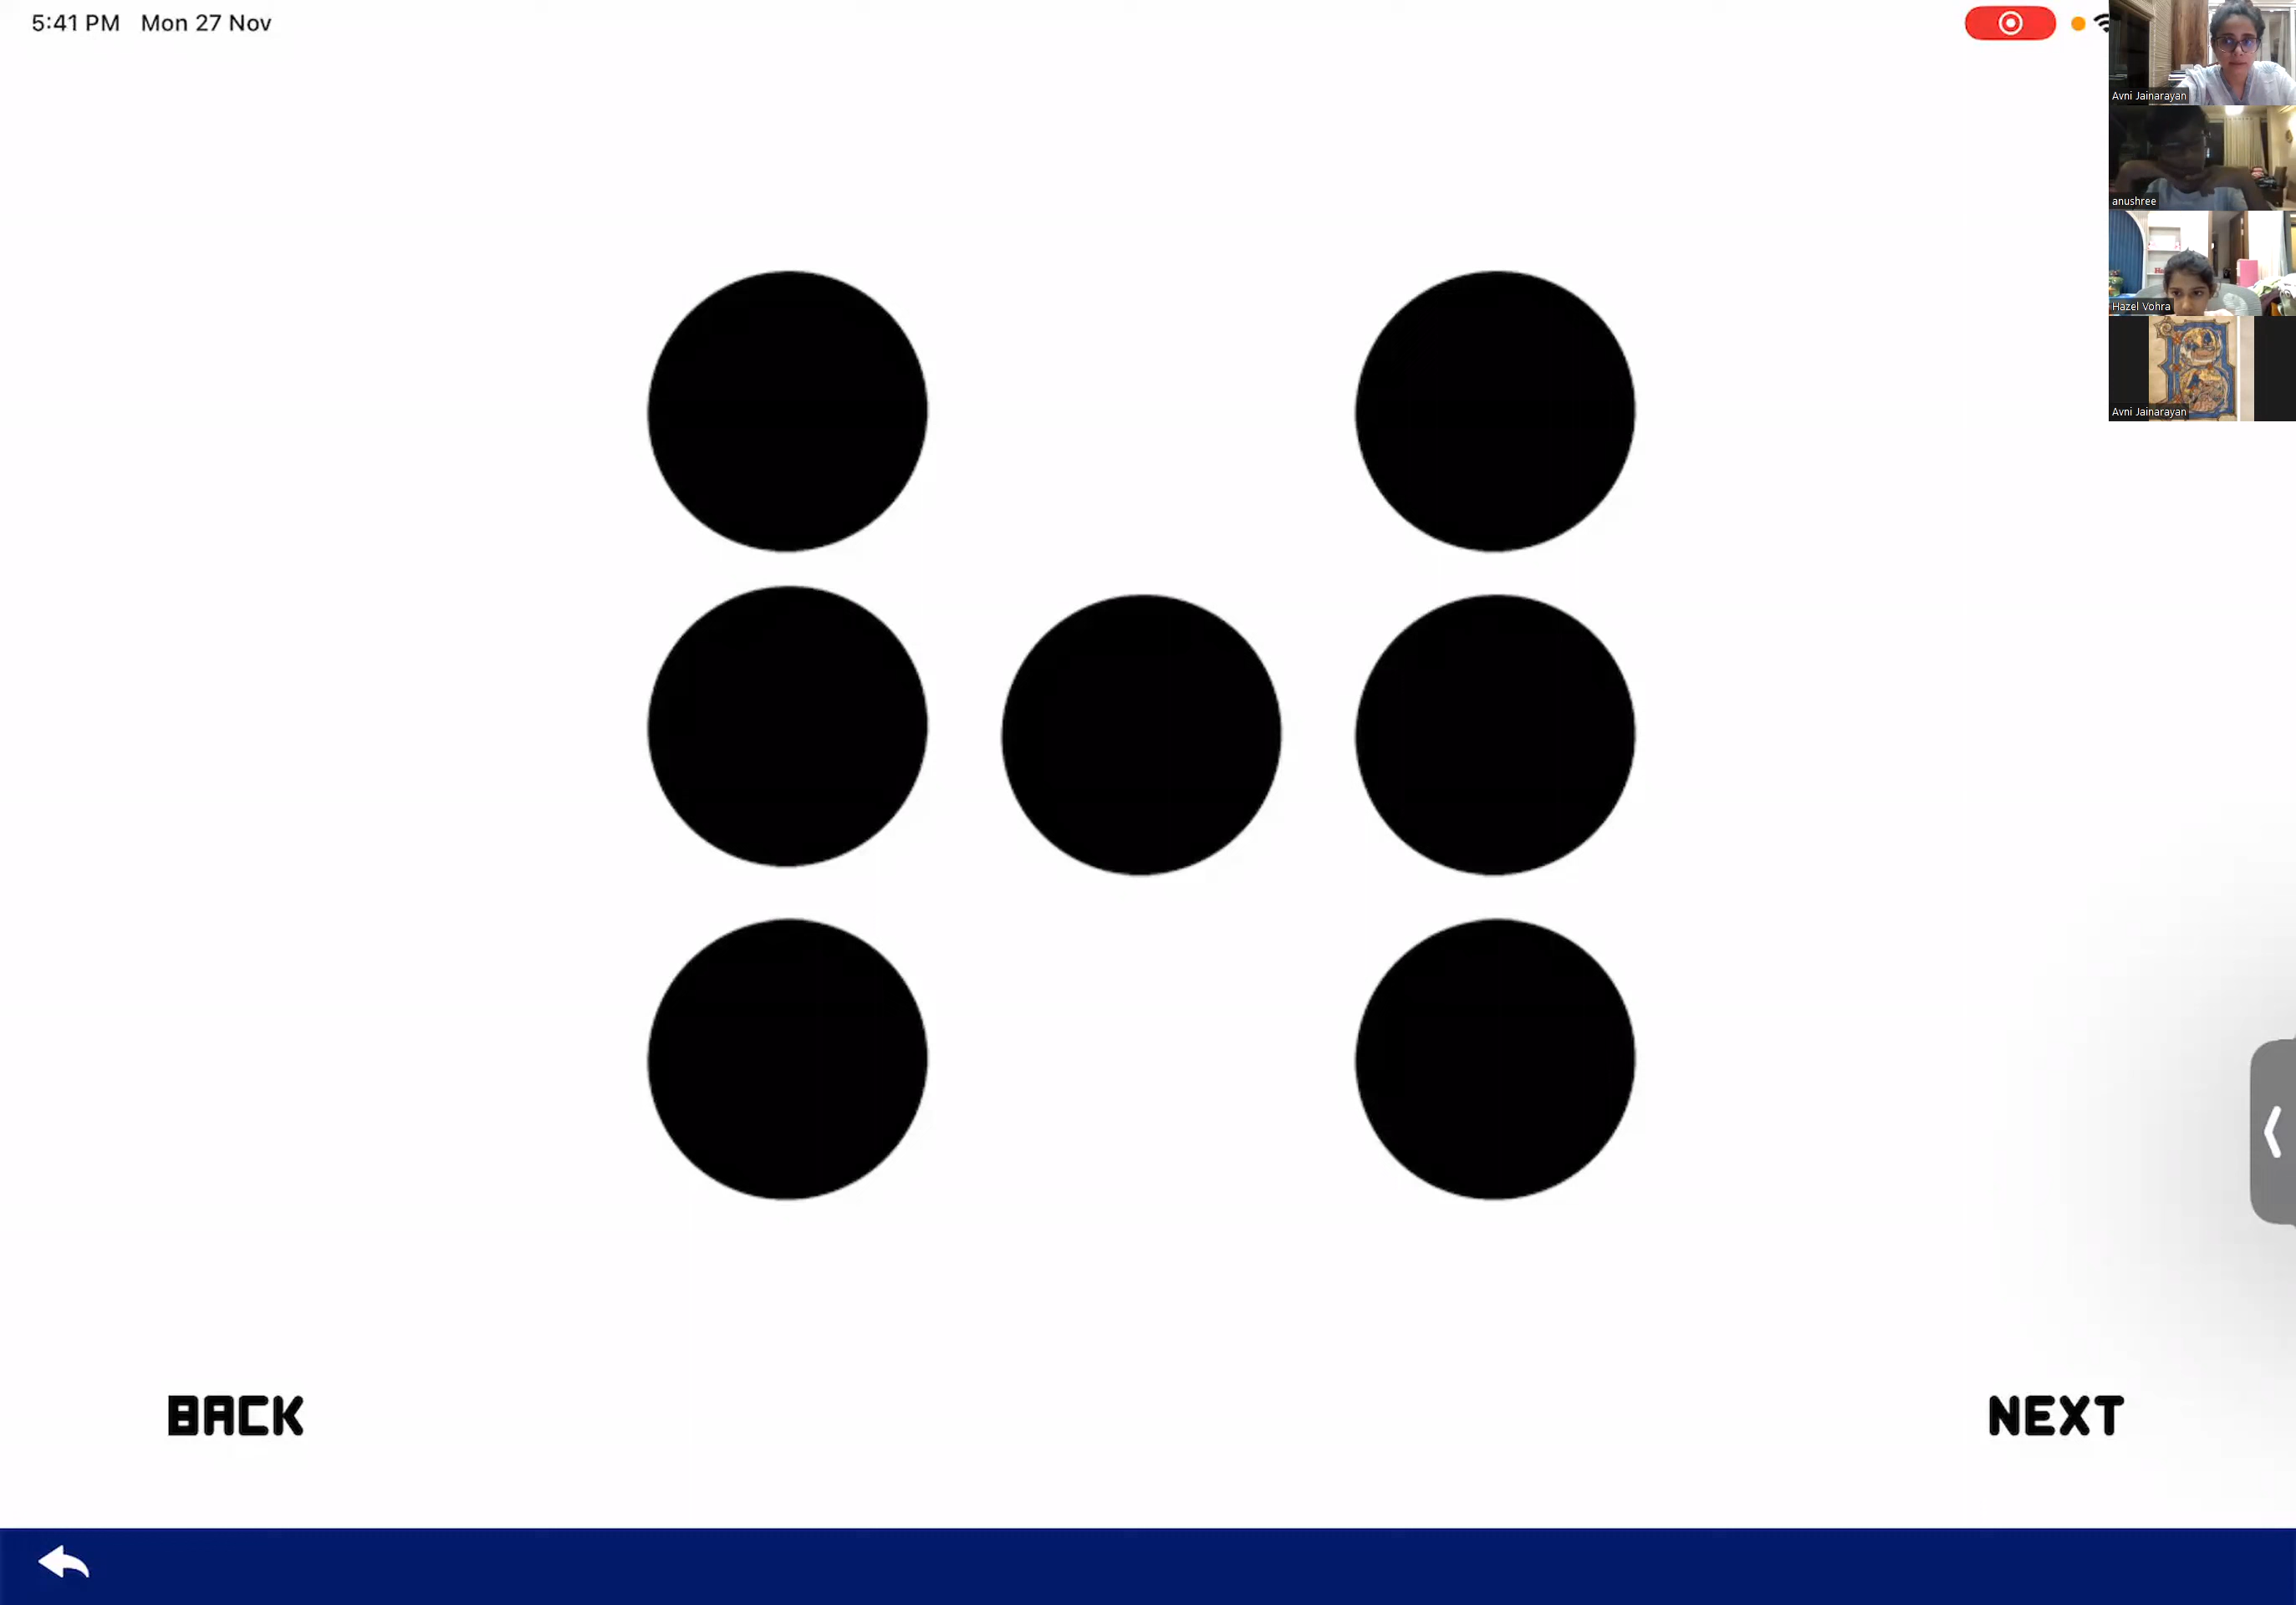 5:41 PM Mon 27 Nov
Avni Jainarayan
anushree
Hazel Vohra
Avni Jainarayan
BACK
NEXT